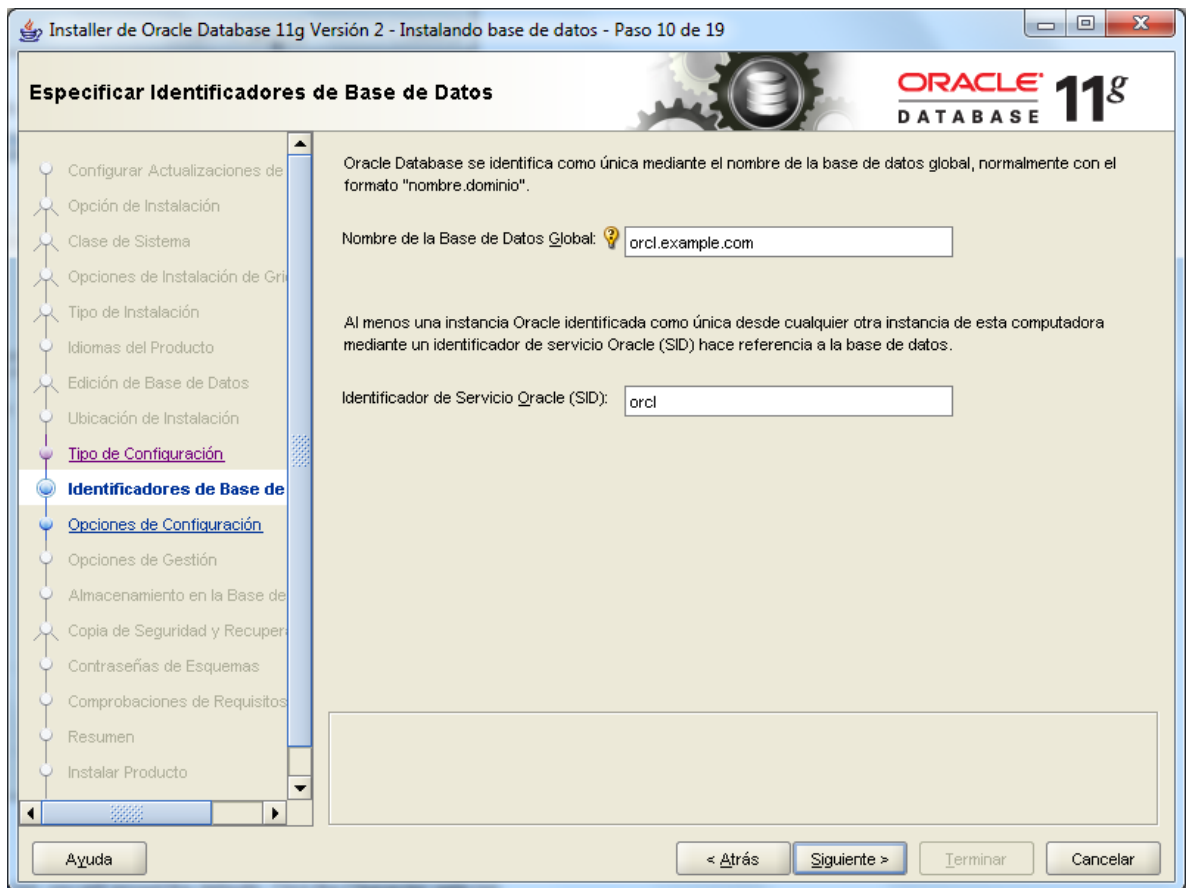 Installer de Oracle Database 11g Versión 2 - Instalando base de datos - Paso 10 de 19
Especificar Identificadores de Base de Datos
ORACLE
DATABASE
11g
Configurar Actualizaciones de
Opción de Instalación
Clase de Sistema
Opciones de Instalación de Gri
Tipo de Instalación
Idiomas del Producto
Edición de Base de Datos
Ubicación de Instalación
Tipo de Configuración
Identificadores de Base de
Opciones de Configuración
Opciones de Gestión
Almacenamiento en la Base de
Copia de Seguridad y Recuper
Contraseñas de Esquemas
Comprobaciones de Requisitos
Resumen
Instalar Producto
Oracle Database se identifica como única mediante el nombre de la base de datos global, normalmente con el
formato "nombre.dominio".
Nombre de la Base de Datos Global: orcl.example.com
Al menos una instancia Oracle identificada como única desde cualquier otra instancia de esta computadora
mediante un identificador de servicio Oracle (SID) hace referencia a la base de datos.
Identificador de Servicio Oracle (SID): orcl
Ayuda
< Atrás
Siguiente >
Terminar
Cancelar